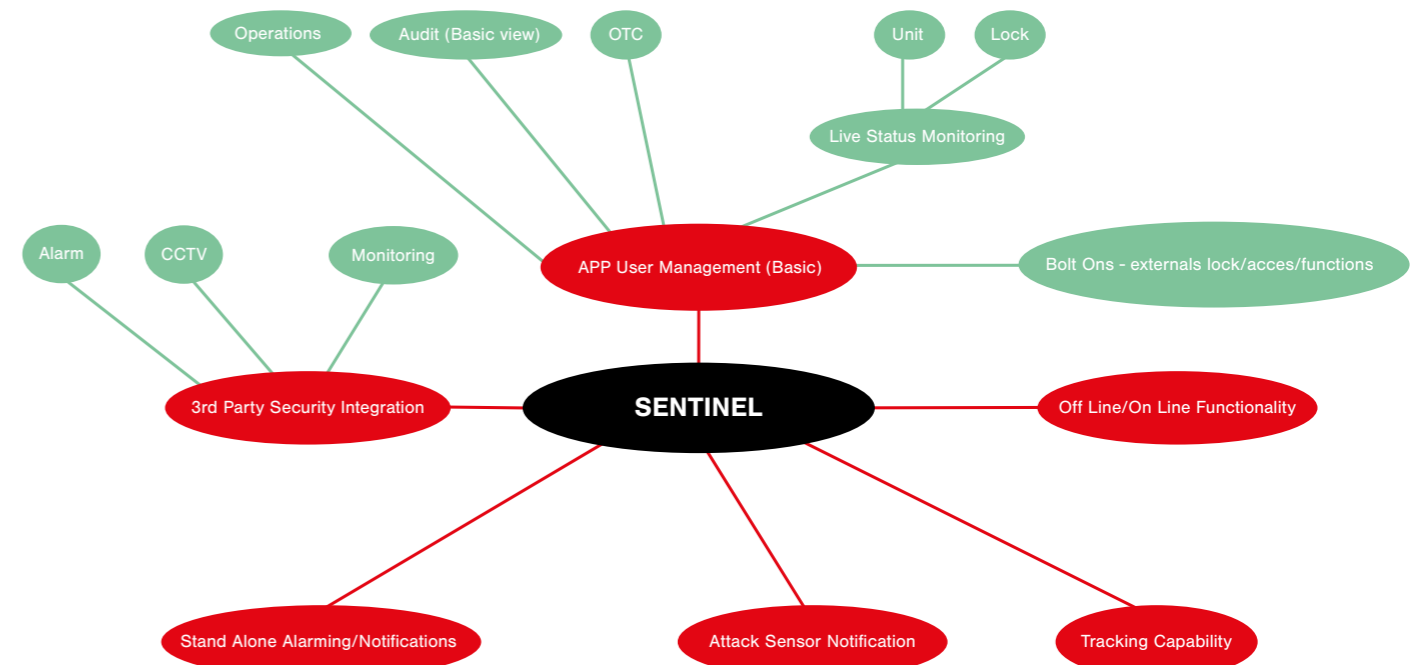 Operations
Audit (Basic view)
OTC
Unit
Lock
Live Status Monitoring
Alarm
CCTV
Monitoring
APP User Management (Basic)
Bolt Ons - externals lock/acces/functions
3rd Party Security Integration
SENTINEL
Off Line/On Line Functionality
Stand Alone Alarming/Notifications
Attack Sensor Notification
Tracking Capability